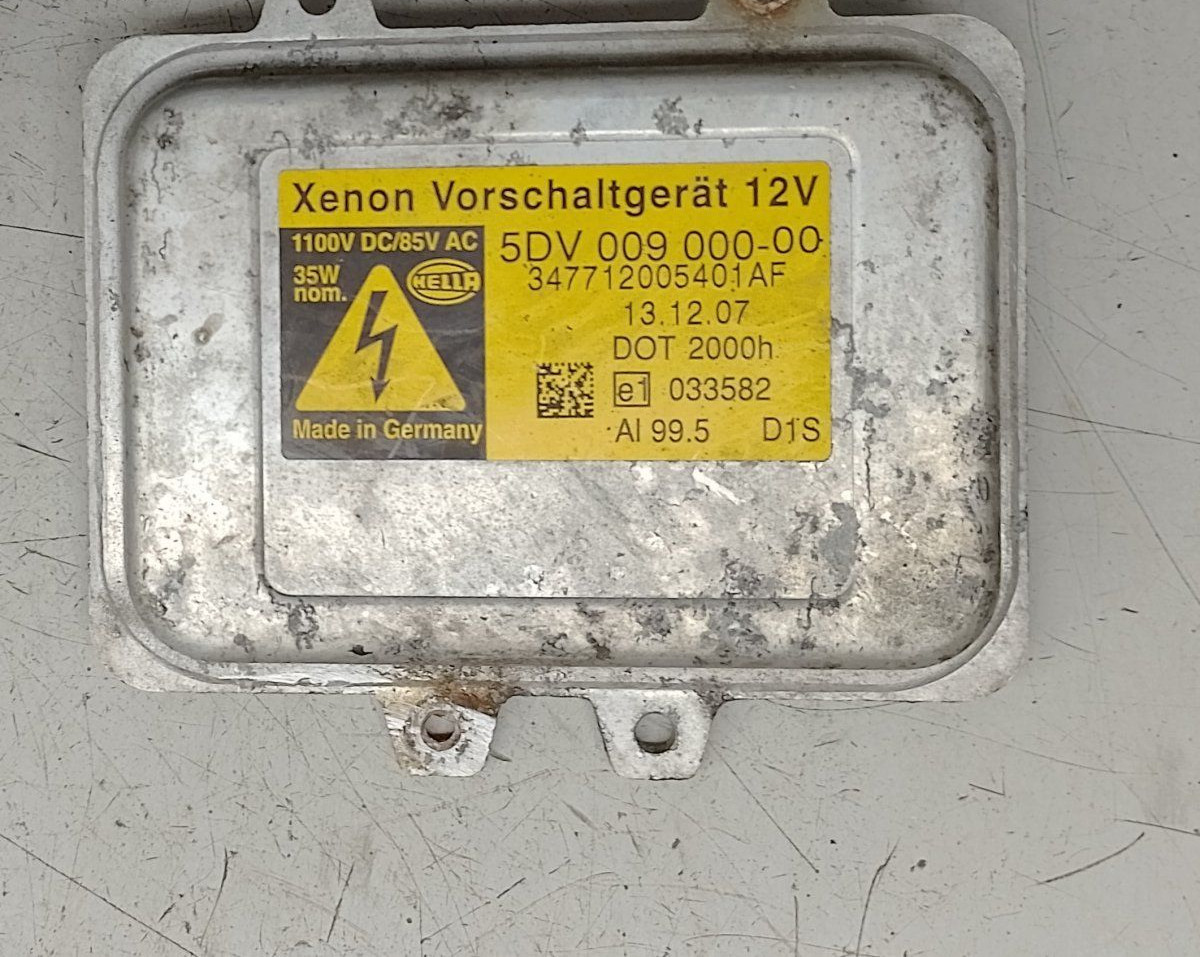 Xenon Vorschaltgerät 12V
1100V DC/85V AC
35W
nom.
HELLA
Made in Germany
5DV 009 000-00
347712005401AF
13.12.07
DOT 2000h
e1 033582
Al 99.5 D1S